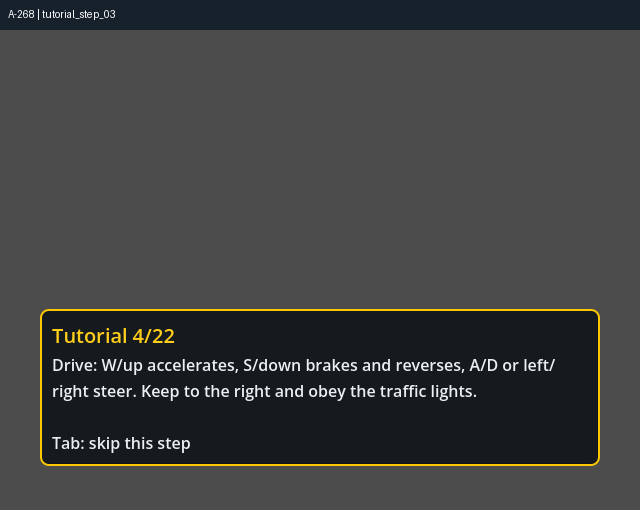 A-268 | tutorial_step_03
Tutorial 4/22
Drive: W/up accelerates, S/down brakes and reverses, A/D or left/
right steer. Keep to the right and obey the traffic lights.
Tab: skip this step